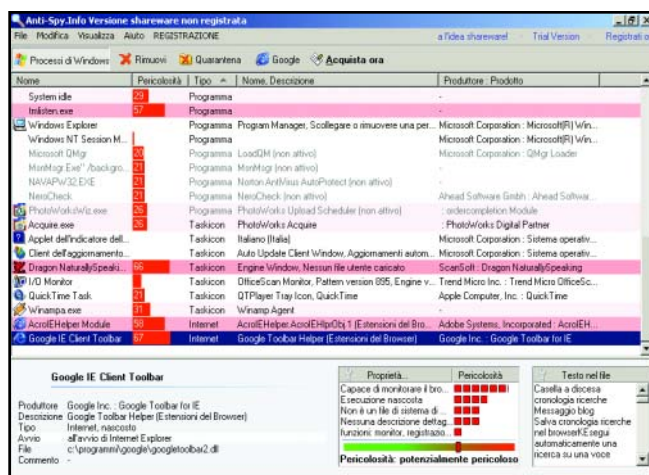 Anti-Spy.Info Versione shareware non registrata
File Modifica Visualizza Aiuto REGISTRAZIONE a l'idea shareware! Trial Version Registrati o
Processi di Windows Rimuovi Quarantena Google Acquista ora
Nome Pericolosità Tipo Nome, Descrizione Produttore : Prodotto
System idle 29 Programma -
tmlisten.exe 57 Programma -
Windows Explorer Programma Program Manager, Scollegare o rimuovere una per... Microsoft Corporation : Microsoft(R) Win...
Windows NT Session M... Programma Microsoft Corporation : Microsoft(R) Win...
Microsoft QMgr 20 Programma LoadQM (non attivo) Microsoft Corporation : QMgr Loader
MsnMsgr.Exe" /backgro... 21 Programma MsnMsgr (non attivo) -
NAVAPW32.EXE 21 Programma Norton AntiVirus AutoProtect (non attivo) -
NeroCheck 21 Programma NeroCheck (non attivo) Ahead Software Gmbh : Ahead Softwar...
PhotoWorksWiz.exe 26 Programma PhotoWorks Upload Scheduler (non attivo) : ordercompletion Module
Acquire.exe 26 Taskicon PhotoWorks Acquire : PhotoWorks Digital Partner
Applet dell'indicatore dell... Taskicon Italiano (Italia) Microsoft Corporation : Sistema operativ...
Client dell'aggiornamento... Taskicon Auto Update Client Window, Aggiornamenti autom... Microsoft Corporation : Sistema operativ...
Dragon NaturallySpeaki... 66 Taskicon Engine Window, Nessun file utente caricato ScanSoft : Dragon NaturallySpeaking
I/O Monitor Taskicon OfficeScan Monitor, Pattern version 895, Engine v... Trend Micro Inc. : Trend Micro OfficeSc...
QuickTime Task 21 Taskicon QTPlayer Tray Icon, QuickTime Apple Computer, Inc. : QuickTime
Winampa.exe 31 Taskicon Winamp Agent -
AcroIEHelper Module 58 Internet AcroIEHelper.AcroIEHlprObj.1 (Estensioni del Bro... Adobe Systems, Incorporated : AcroIEH...
Google IE Client Toolbar 67 Internet Google Toolbar Helper (Estensioni del Browser) Google Inc. : Google Toolbar for IE
Google IE Client Toolbar
Produttore Google Inc. : Google Toolbar for IE
Descrizione Google Toolbar Helper (Estensioni del Browser)
Tipo Internet, nascosto
Avvio all'avvio di Internet Explorer
File c:\programmi\google\googletoolbar2.dll
Commento -
Proprietà... Pericolosità
Capace di monitorare il bro...
Esecuzione nascosta
Non è un file di sistema di ...
Nessuna descrizione dettag...
funzioni: monitor, registrazio...
Pericolosità: potenzialmente pericoloso
Testo nel file
Casella a discesa
cronologia ricerche
Messaggio blog
Salva cronologia ricerche
nel browserKEsegui
automaticamente una
ricerca su una voce